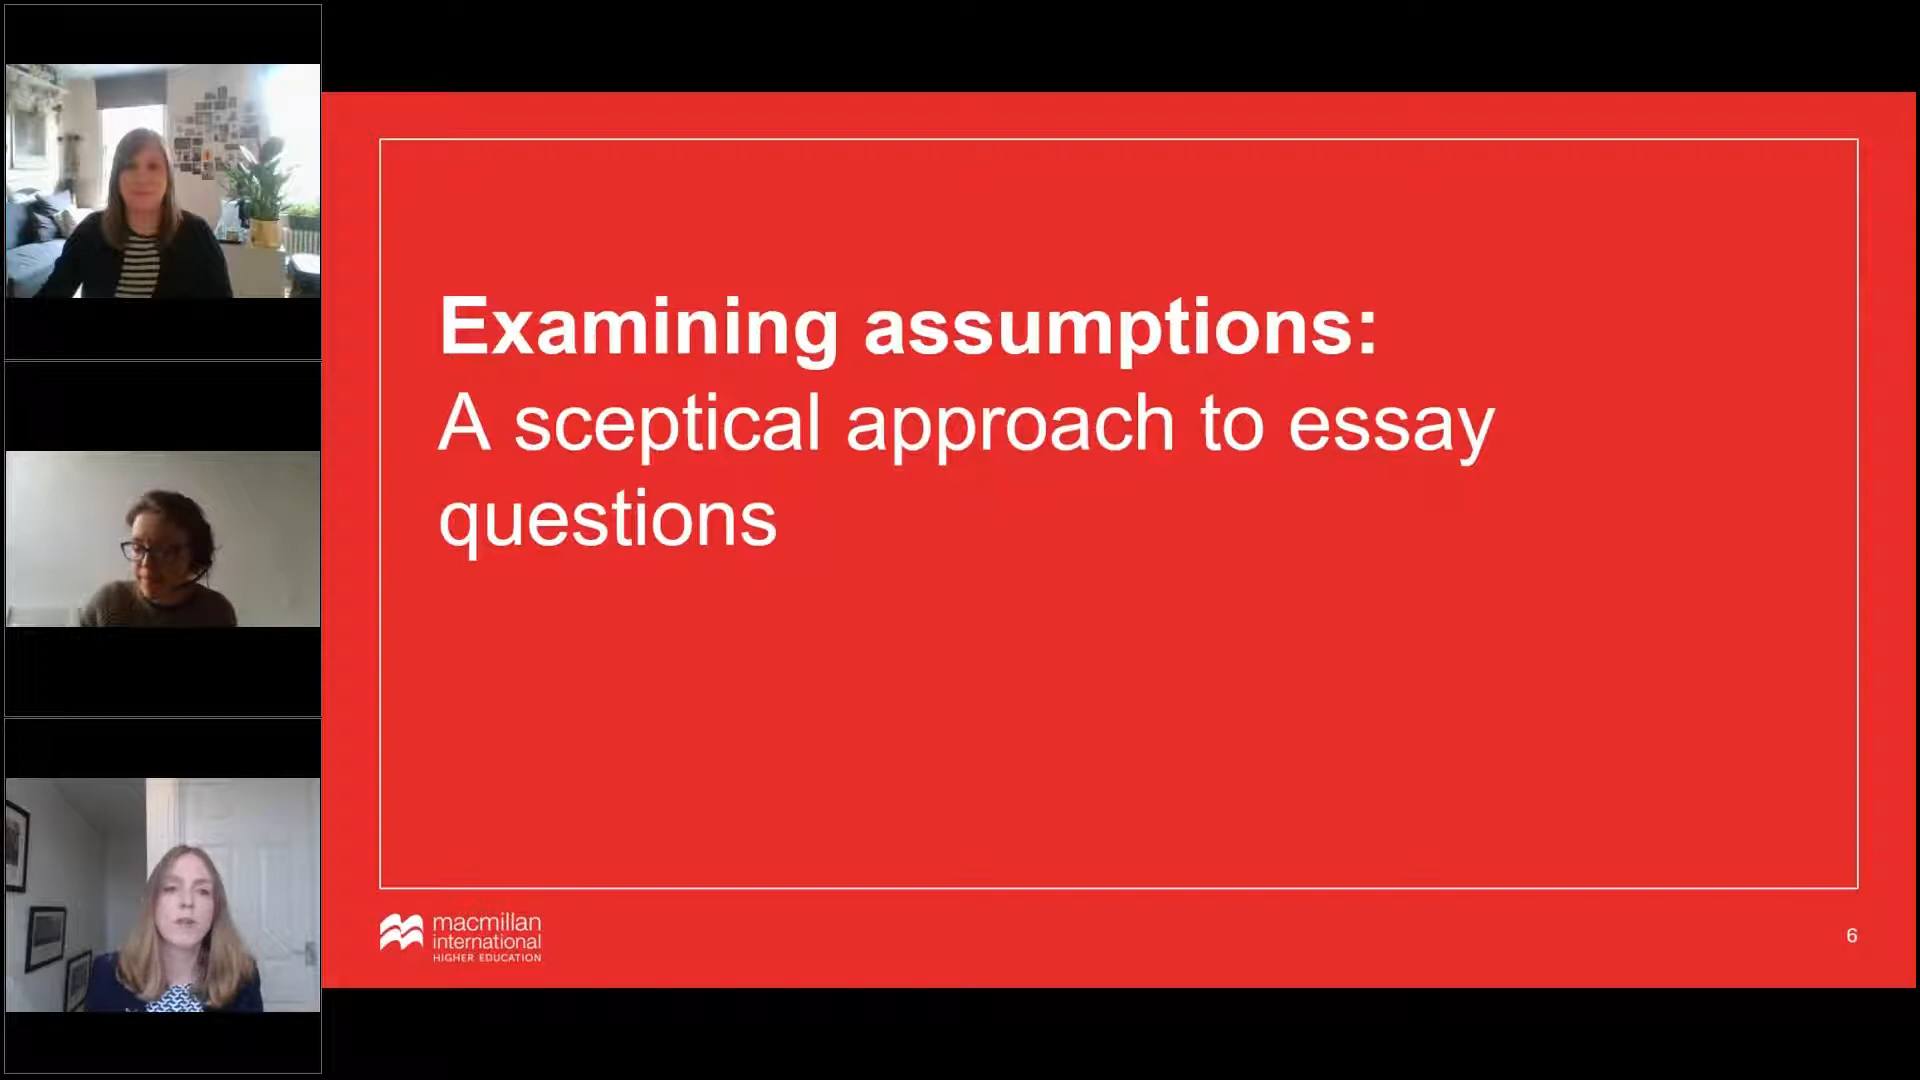 Examining assumptions:
A sceptical approach to essay
questions
macmillan
international
HIGHER EDUCATION
6